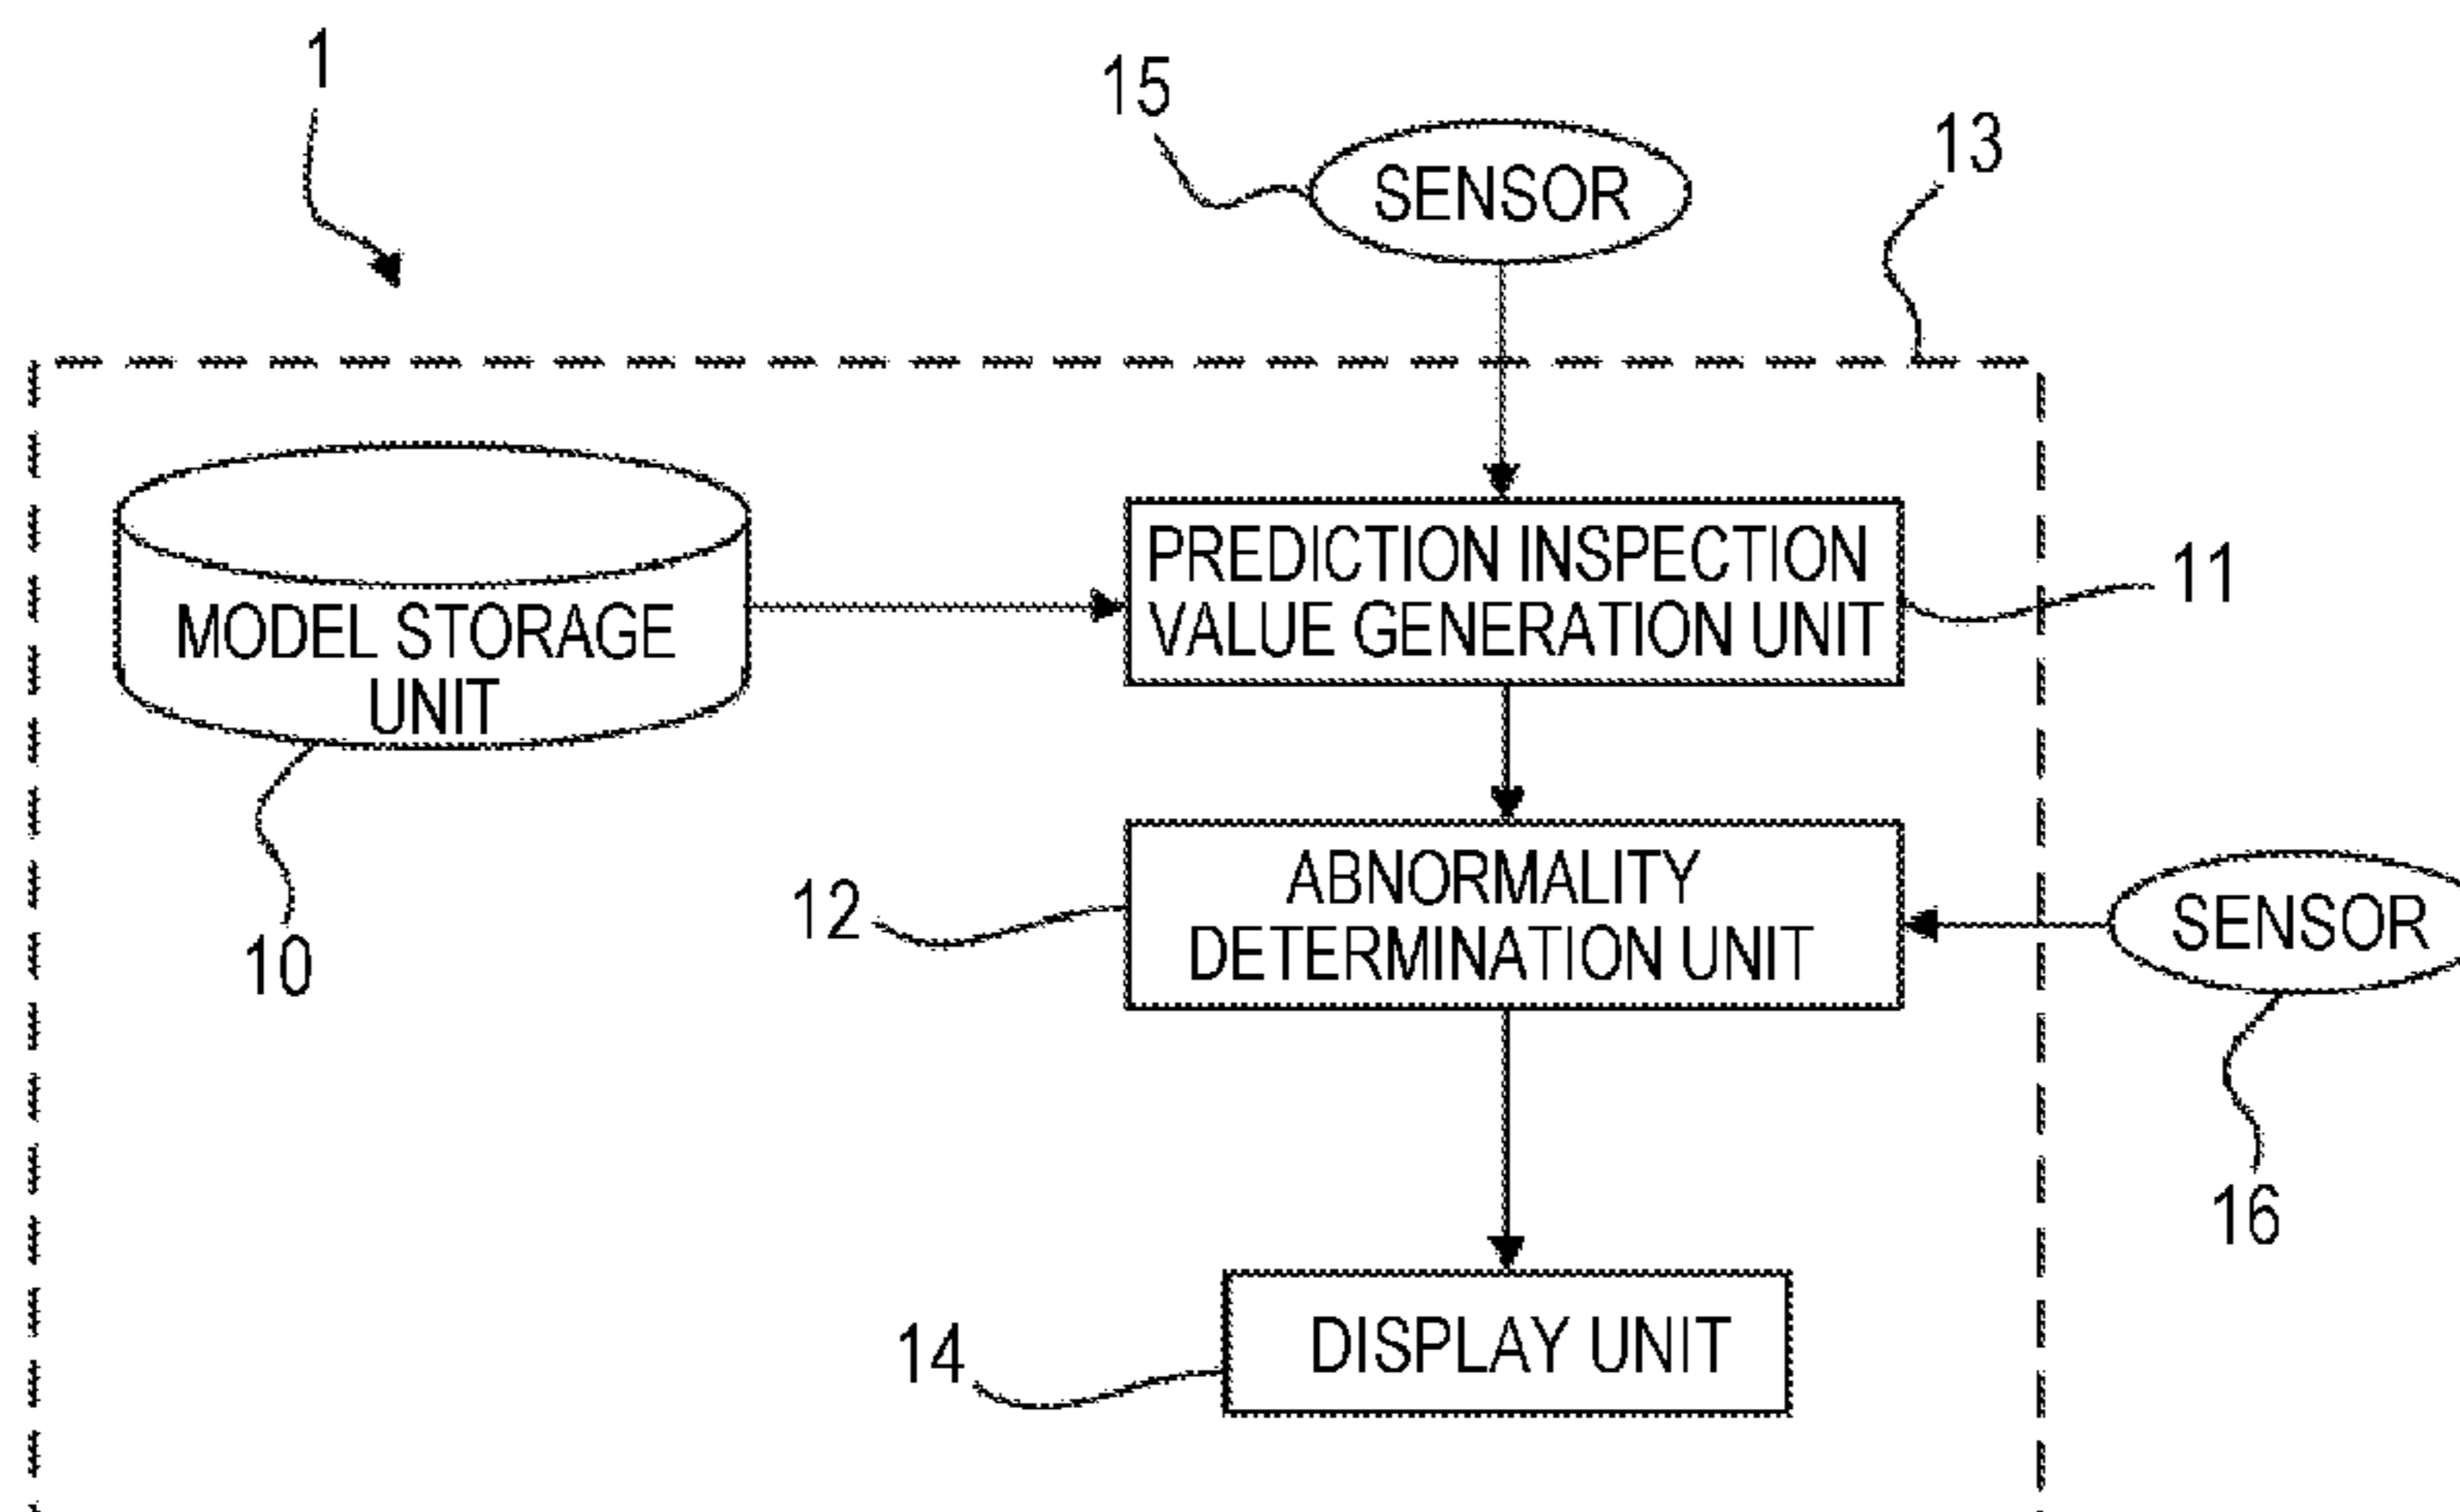 1
15
SENSOR
13
PREDICTION INSPECTION
VALUE GENERATION UNIT
11
MODEL STORAGE
UNIT
10
12
ABNORMALITY
DETERMINATION UNIT
SENSOR
16
14
DISPLAY UNIT